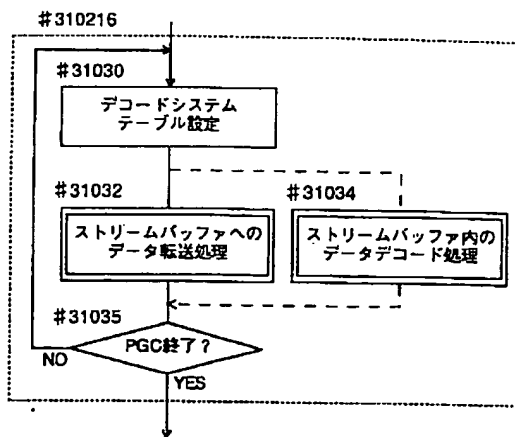 #310216
#31030
デコードシステム
テーブル設定
#31032
#31034
ストリームバッファへの
データ転送処理
ストリームバッファ内の
データデコード処理
#31035
PGC終了？
NO
YES